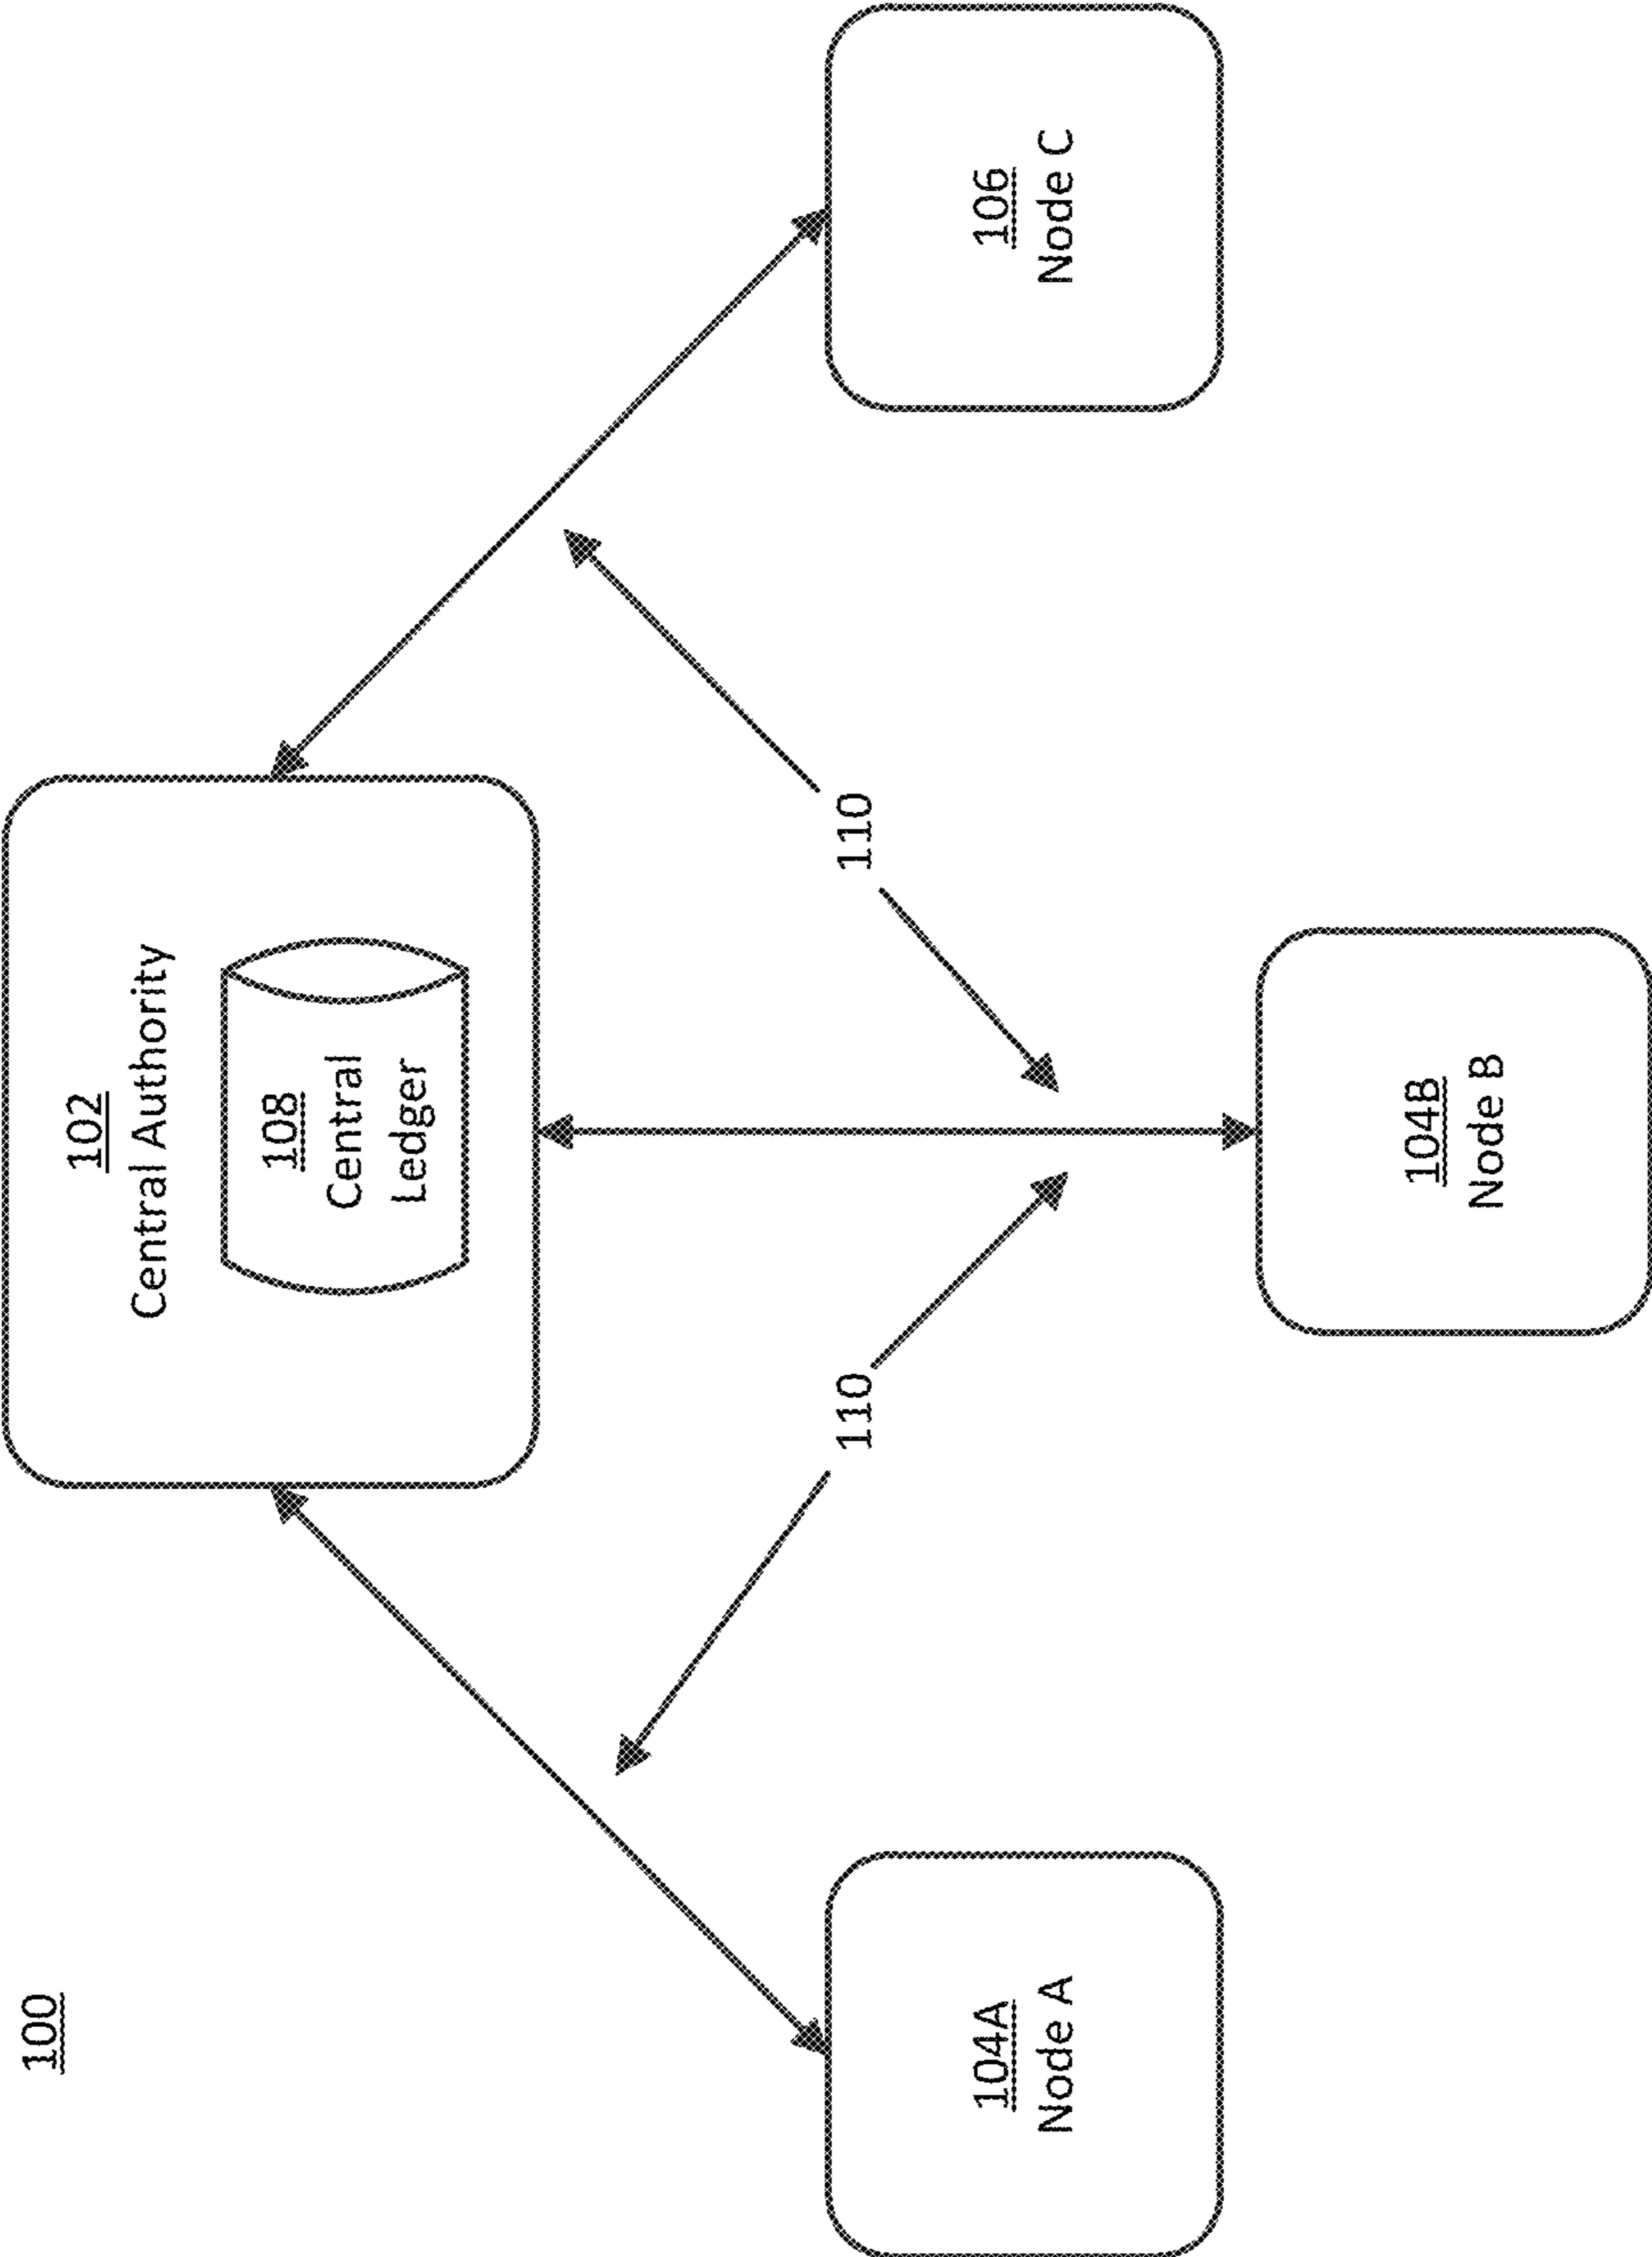 100
102
Central Authority
108
Central
Ledger
110
110
104A
Node A
104B
Node B
106
Node C